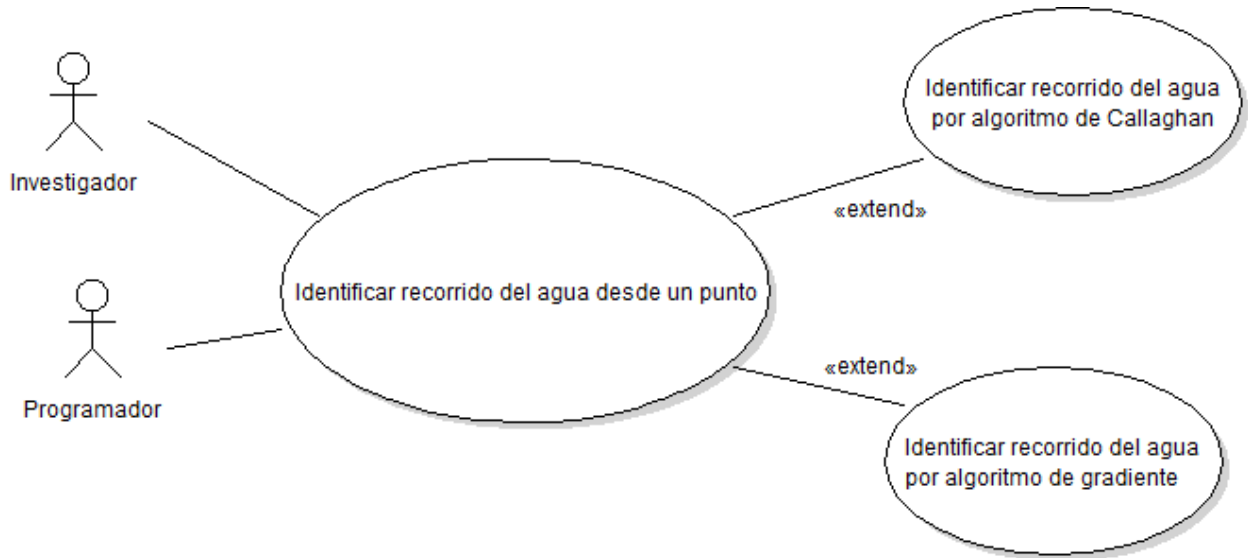 Investigador
Programador
Identificar recorrido del agua desde un punto
«extend»
Identificar recorrido del agua
por algoritmo de Callaghan
«extend»
Identificar recorrido del agua
por algoritmo de gradiente